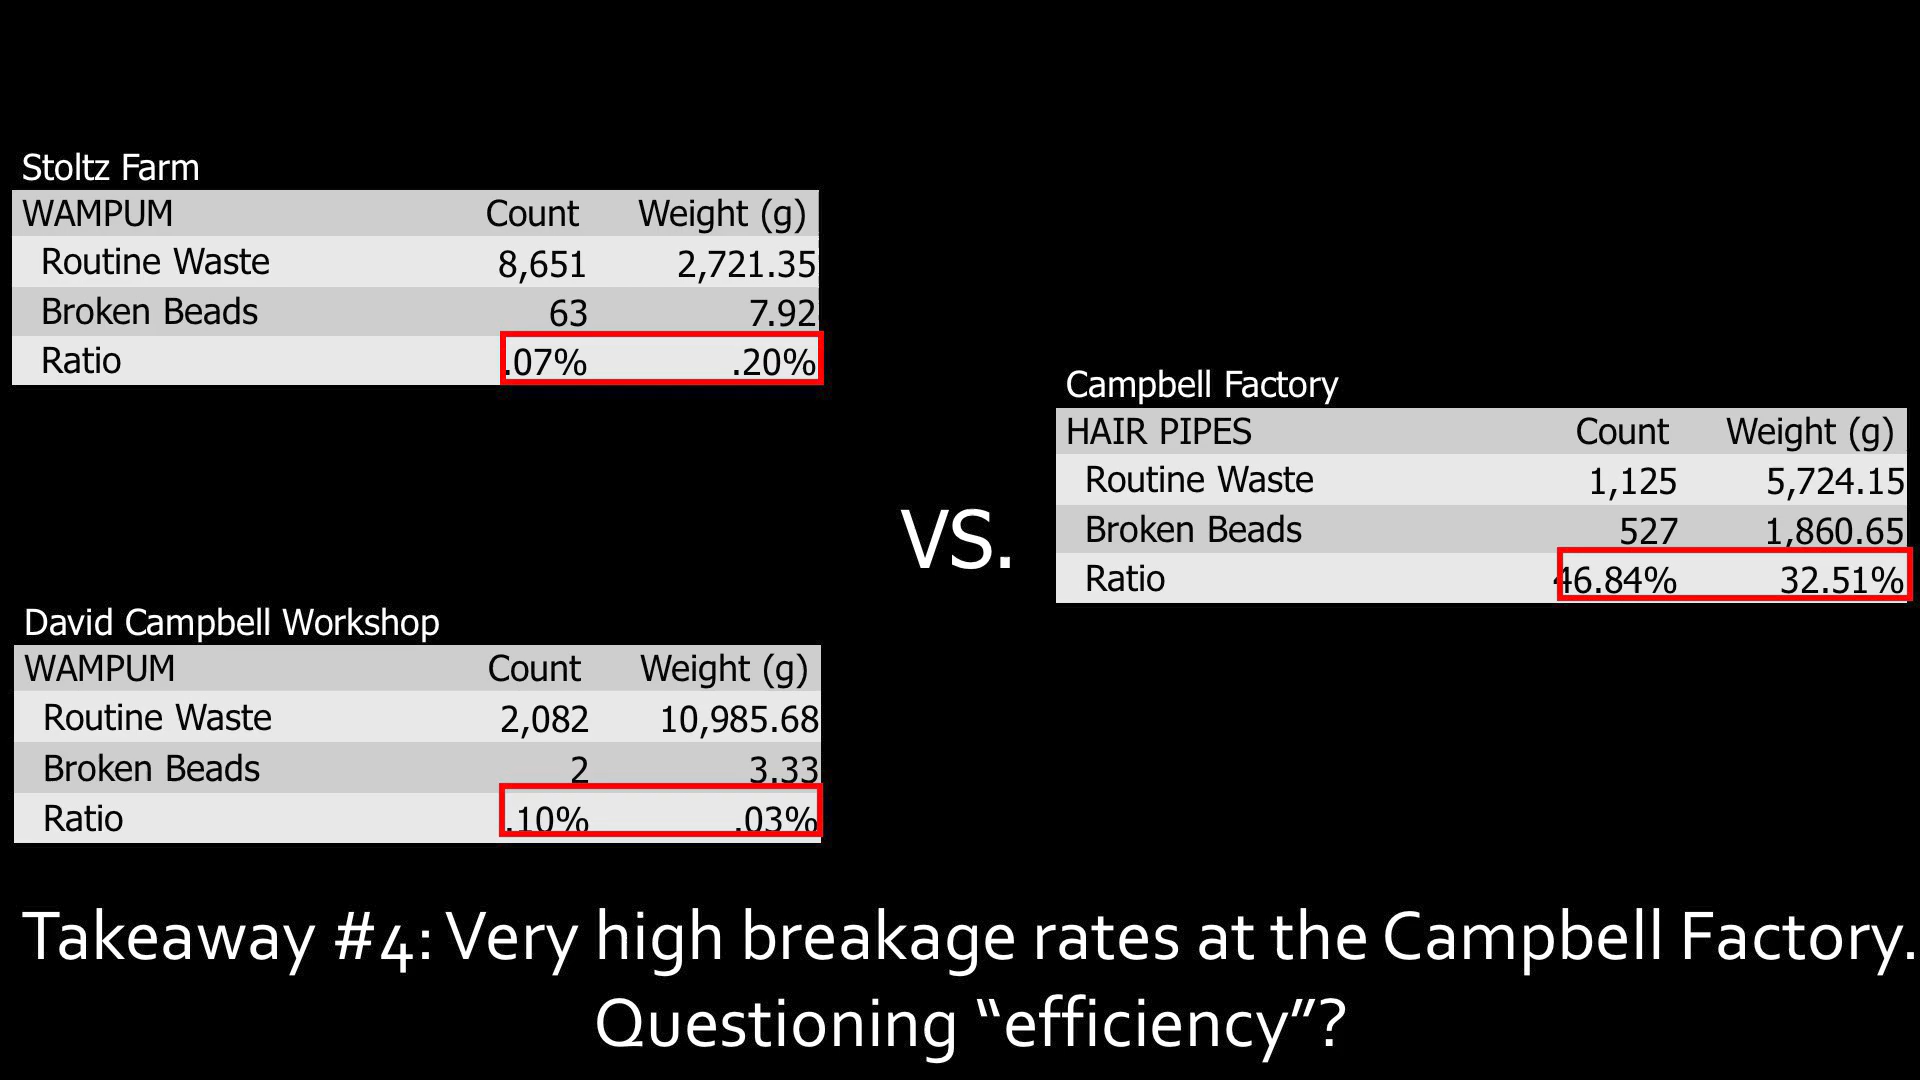 Stoltz Farm
WAMPUM Count Weight (g)
Routine Waste 8,651 2,721.35
Broken Beads 63 7.92
Ratio .07% .20%
Campbell Factory
HAIR PIPES Count Weight (g)
Routine Waste 1,125 5,724.15
Broken Beads 527 1,860.65
Ratio 46.84% 32.51%
VS.
David Campbell Workshop
WAMPUM Count Weight (g)
Routine Waste 2,082 10,985.68
Broken Beads 2 3.33
Ratio .10% .03%
Takeaway #4: Very high breakage rates at the Campbell Factory.
Questioning “efficiency”?